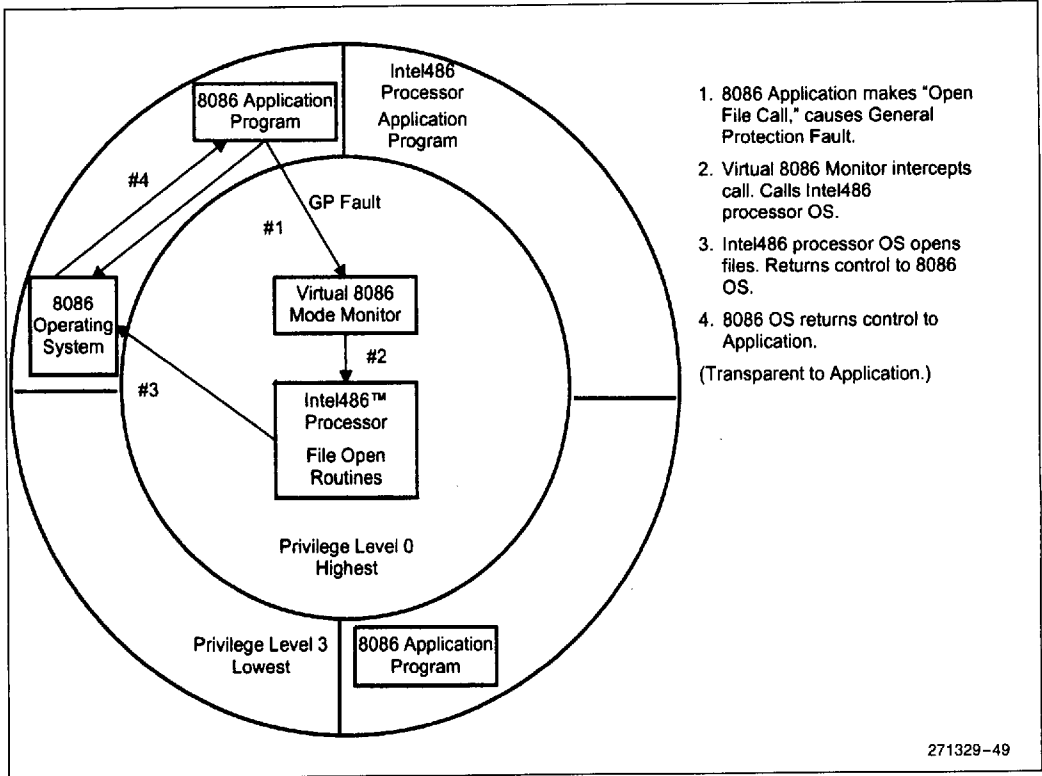 Intel486
Processor
Application
Program
8086 Application
Program
#4
GP Fault
#1
8086
Operating
System
Virtual 8086
Mode Monitor
#2
#3
Intel486™
Processor
File Open
Routines
Privilege Level 0
Highest
Privilege Level 3
Lowest
8086 Application
Program
1. 8086 Application makes "Open
File Call," causes General
Protection Fault.
2. Virtual 8086 Monitor intercepts
call. Calls Intel486
processor OS.
3. Intel486 processor OS opens
files. Returns control to 8086
OS.
4. 8086 OS returns control to
Application.
(Transparent to Application.)
271329-49